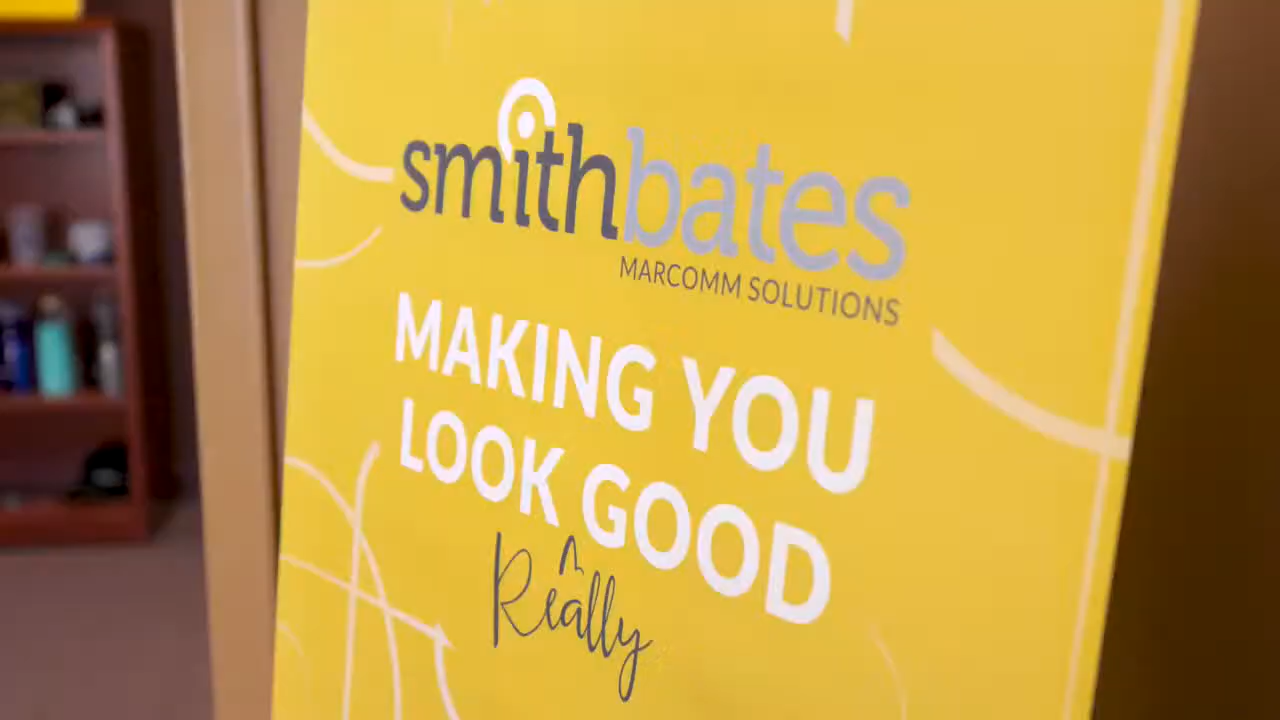 smithbates
MARCOMM SOLUTIONS
MAKING YOU
LOOK GOOD
^
Really